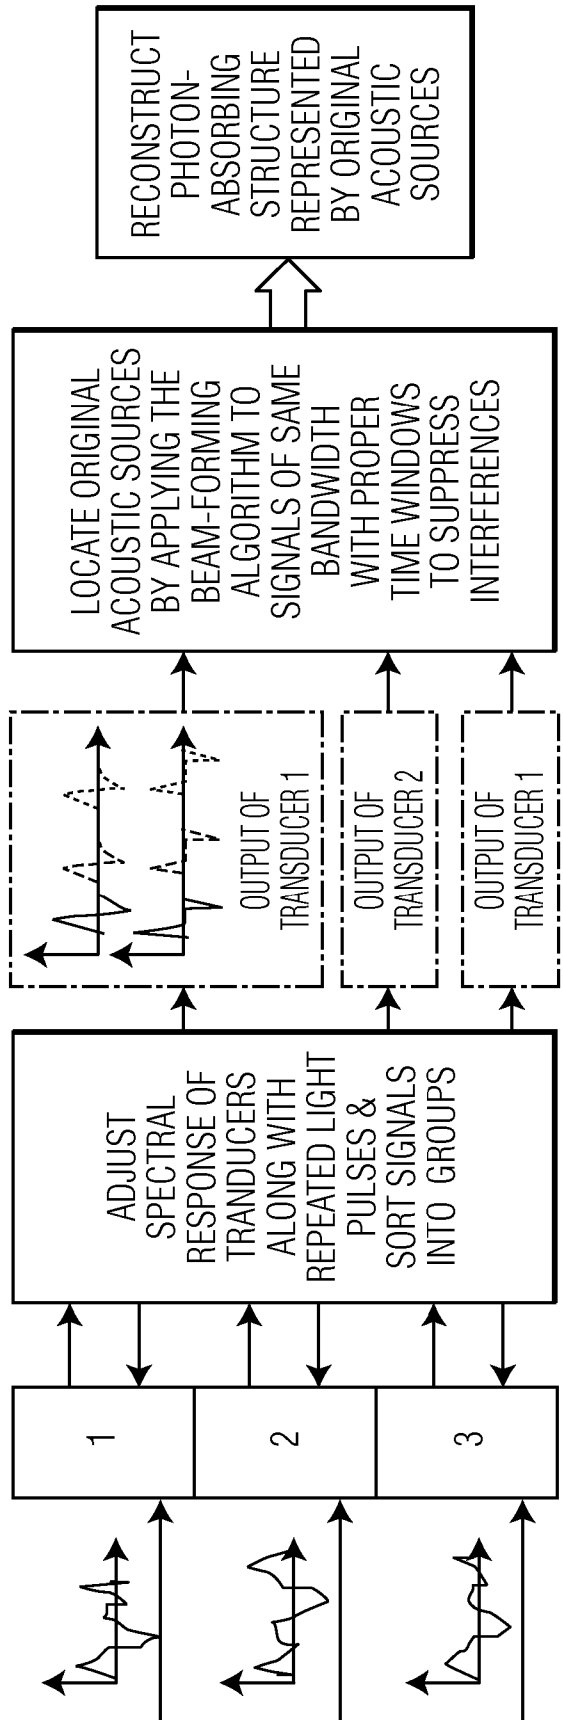 1
2
3
ADJUST
SPECTRAL
RESPONSE OF
TRANDUCERS
ALONG WITH
REPEATED LIGHT
PULSES &
SORT SIGNALS
INTO GROUPS
OUTPUT OF
TRANSDUCER 1
OUTPUT OF
TRANSDUCER 2
OUTPUT OF
TRANSDUCER 1
LOCATE ORIGINAL
ACOUSTIC SOURCES
BY APPLYING THE
BEAM-FORMING
ALGORITHM TO
SIGNALS OF SAME
BANDWIDTH
WITH PROPER
TIME WINDOWS
TO SUPPRESS
INTERFERENCES
RECONSTRUCT
PHOTON-
ABSORBING
STRUCTURE
REPRESENTED
BY ORIGINAL
ACOUSTIC
SOURCES